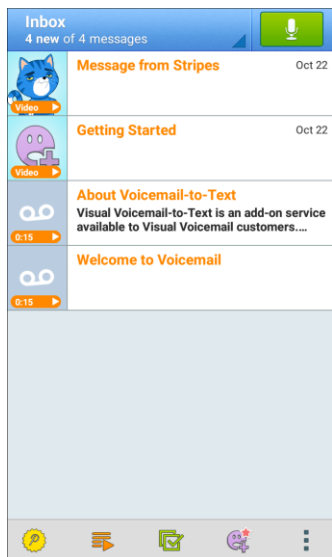 Inbox
4 new of 4 messages
Message from Stripes
Oct 22
Video
Getting Started
Oct 22
Video
About Voicemail-to-Text
Visual Voicemail-to-Text is an add-on service
available to Visual Voicemail customers....
0:15
Welcome to Voicemail
0:15